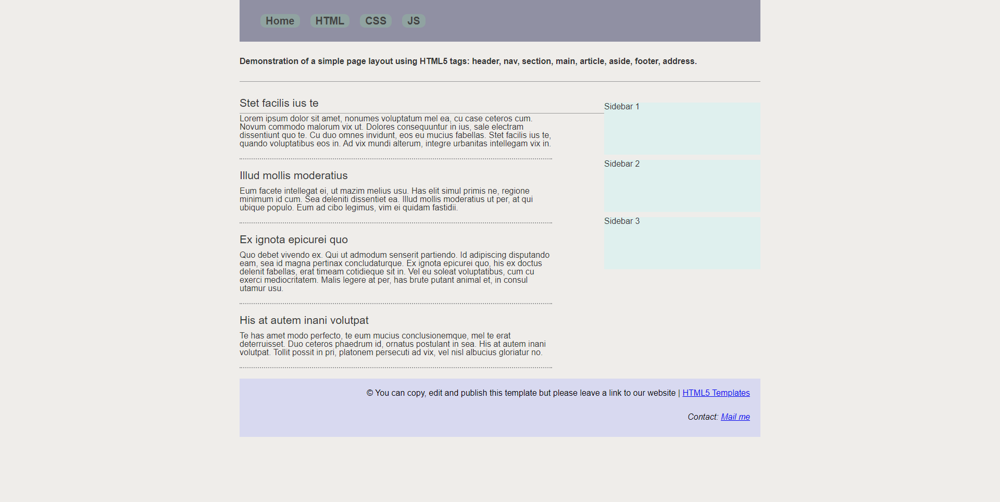 Home HTML CSS JS
Demonstration of a simple page layout using HTML5 tags: header, nav, section, main, article, aside, footer, address.
Stet facilis ius te
Lorem ipsum dolor sit amet, nonumes voluptatum mel ea, cu case ceteros cum.
Novum commodo malorum vix ut. Dolores consequuntur in ius, sale electram
dissentiunt quo te. Cu duo omnes invidunt, eos eu mucius fabellas. Stet facilis ius te,
quando voluptatibus eos in. Ad vix mundi alterum, integre urbanitas intellegam vix in.
Illud mollis moderatius
Eum facete intellegat ei, ut mazim melius usu. Has elit simul primis ne, regione
minimum id cum. Sea deleniti dissentiet ea. Illud mollis moderatius ut per, at qui
ubique populo. Eum ad cibo legimus, vim ei quidam fastidii.
Ex ignota epicurei quo
Quo debet vivendo ex. Qui ut admodum senserit partiendo. Id adipiscing disputando
eam, sea id magna pertinax concludaturque. Ex ignota epicurei quo, his ex doctus
delenit fabellas, erat timeam cotidieque sit in. Vel eu soleat voluptatibus, cum cu
exerci mediocritatem. Malis legere at per, has brute putant animal et, in consul
utamur usu.
His at autem inani volutpat
Te has amet modo perfecto, te eum mucius conclusionemque, mel te erat
deterruisset. Duo ceteros phaedrum id, ornatus postulant in sea. His at autem inani
volutpat. Tollit possit in pri, platonem persecuti ad vix, vel nisl albucius gloriatur no.
Sidebar 1
Sidebar 2
Sidebar 3
© You can copy, edit and publish this template but please leave a link to our website | HTML5 Templates
Contact: Mail me